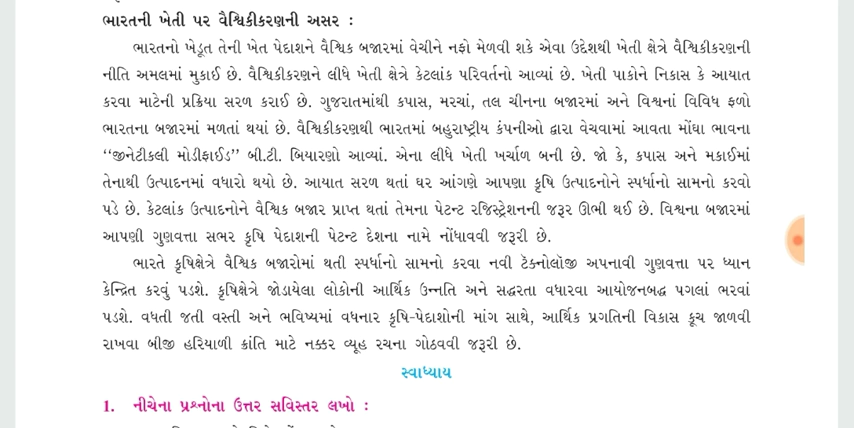 ભારતની ખેતી પર વૈશ્વિકીકરણની અસર :
ભારતનો ખેડૂત તેની ખેત પેદાશને વૈશ્વિક બજારમાં વેચીને નફો મેળવી શકે એવા ઉદેશથી ખેતી ક્ષેત્રે વૈશ્વિકીકરણની
નીતિ અમલમાં મુકાઈ છે. વૈશ્વિકીકરણને લીધે ખેતી ક્ષેત્રે કેટલાંક પરિવર્તનો આવ્યાં છે. ખેતી પાકોને નિકાસ કે આયાત
કરવા માટેની પ્રક્રિયા સરળ કરાઈ છે. ગુજરાતમાંથી કપાસ, મરચાં, તલ ચીનના બજારમાં અને વિશ્વનાં વિવિધ ફળો
ભારતના બજારમાં મળતાં થયાં છે. વૈશ્વિકીકરણથી ભારતમાં બહુરાષ્ટ્રીય કંપનીઓ દ્વારા વેચવામાં આવતા મોંઘા ભાવના
‘‘જીનેટીકલી મોડીફાઈડ’’ બી.ટી. બિયારણો આવ્યાં. એના લીધે ખેતી ખર્ચાળ બની છે. જો કે, કપાસ અને મકાઈમાં
તેનાથી ઉત્પાદનમાં વધારો થયો છે. આયાત સરળ થતાં ઘર આંગણે આપણા કૃષિ ઉત્પાદનોને સ્પર્ધાનો સામનો કરવો
પડે છે. કેટલાંક ઉત્પાદનોને વૈશ્વિક બજાર પ્રાપ્ત થતાં તેમના પેટન્ટ રજિસ્ટ્રેશનની જરૂર ઊભી થઈ છે. વિશ્વના બજારમાં
આપણી ગુણવત્તા સભર કૃષિ પેદાશની પેટન્ટ દેશના નામે નોંધાવવી જરૂરી છે.
ભારતે કૃષિક્ષેત્રે વૈશ્વિક બજારોમાં થતી સ્પર્ધાનો સામનો કરવા નવી ટૅક્નોલૉજી અપનાવી ગુણવત્તા પર ધ્યાન
કેન્દ્રિત કરવું પડશે. કૃષિક્ષેત્રે જોડાયેલા લોકોની આર્થિક ઉન્નતિ અને સદ્ધરતા વધારવા આયોજનબદ્ધ પગલાં ભરવાં
પડશે. વધતી જતી વસ્તી અને ભવિષ્યમાં વધનાર કૃષિ-પેદાશોની માંગ સાથે, આર્થિક પ્રગતિની વિકાસ કૂચ જાળવી
રાખવા બીજી હરિયાળી ક્રાંતિ માટે નક્કર વ્યૂહ રચના ગોઠવવી જરૂરી છે.
સ્વાધ્યાય
1. નીચેના પ્રશ્નોના ઉત્તર સવિસ્તર લખો :